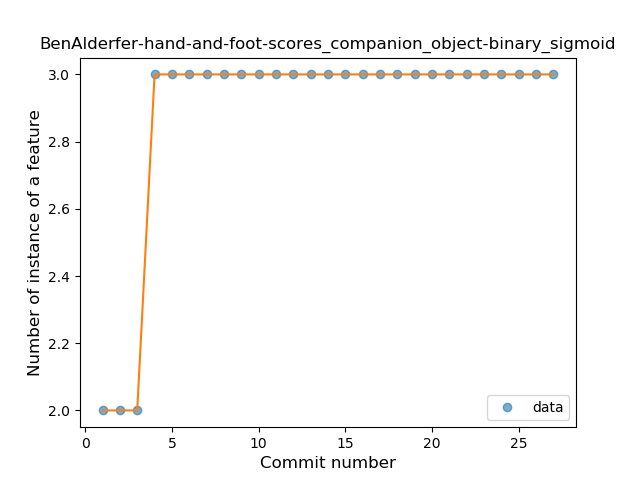 BenAlderfer-hand-and-foot-scores_companion_object-binary_sigmoid
Number of instance of a feature
3.0
2.8
2.6
2.4
2.2
2.0
data
0 5 10 15 20 25
Commit number